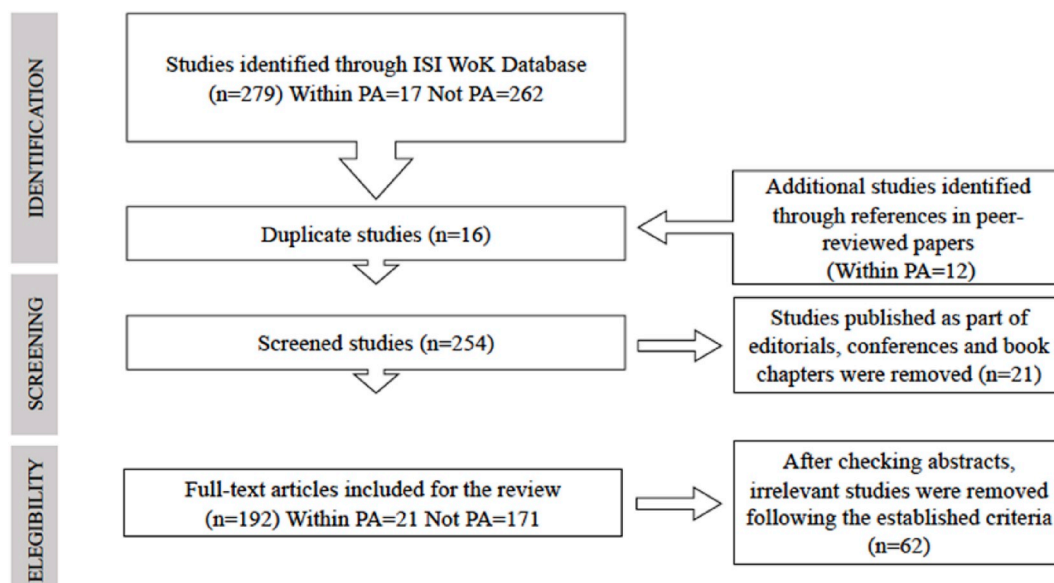 IDENTIFICATION
Studies identified through ISI WoK Database
(n=279) Within PA=17 Not PA=262
Duplicate studies (n=16)
Additional studies identified
through references in peer-
reviewed papers
(Within PA=12)
SCREENING
Screened studies (n=254)
Studies published as part of
editorials, conferences and book
chapters were removed (n=21)
ELEGIBILITY
Full-text articles included for the review
(n=192) Within PA=21 Not PA=171
After checking abstracts,
irrelevant studies were removed
following the established criteria
(n=62)